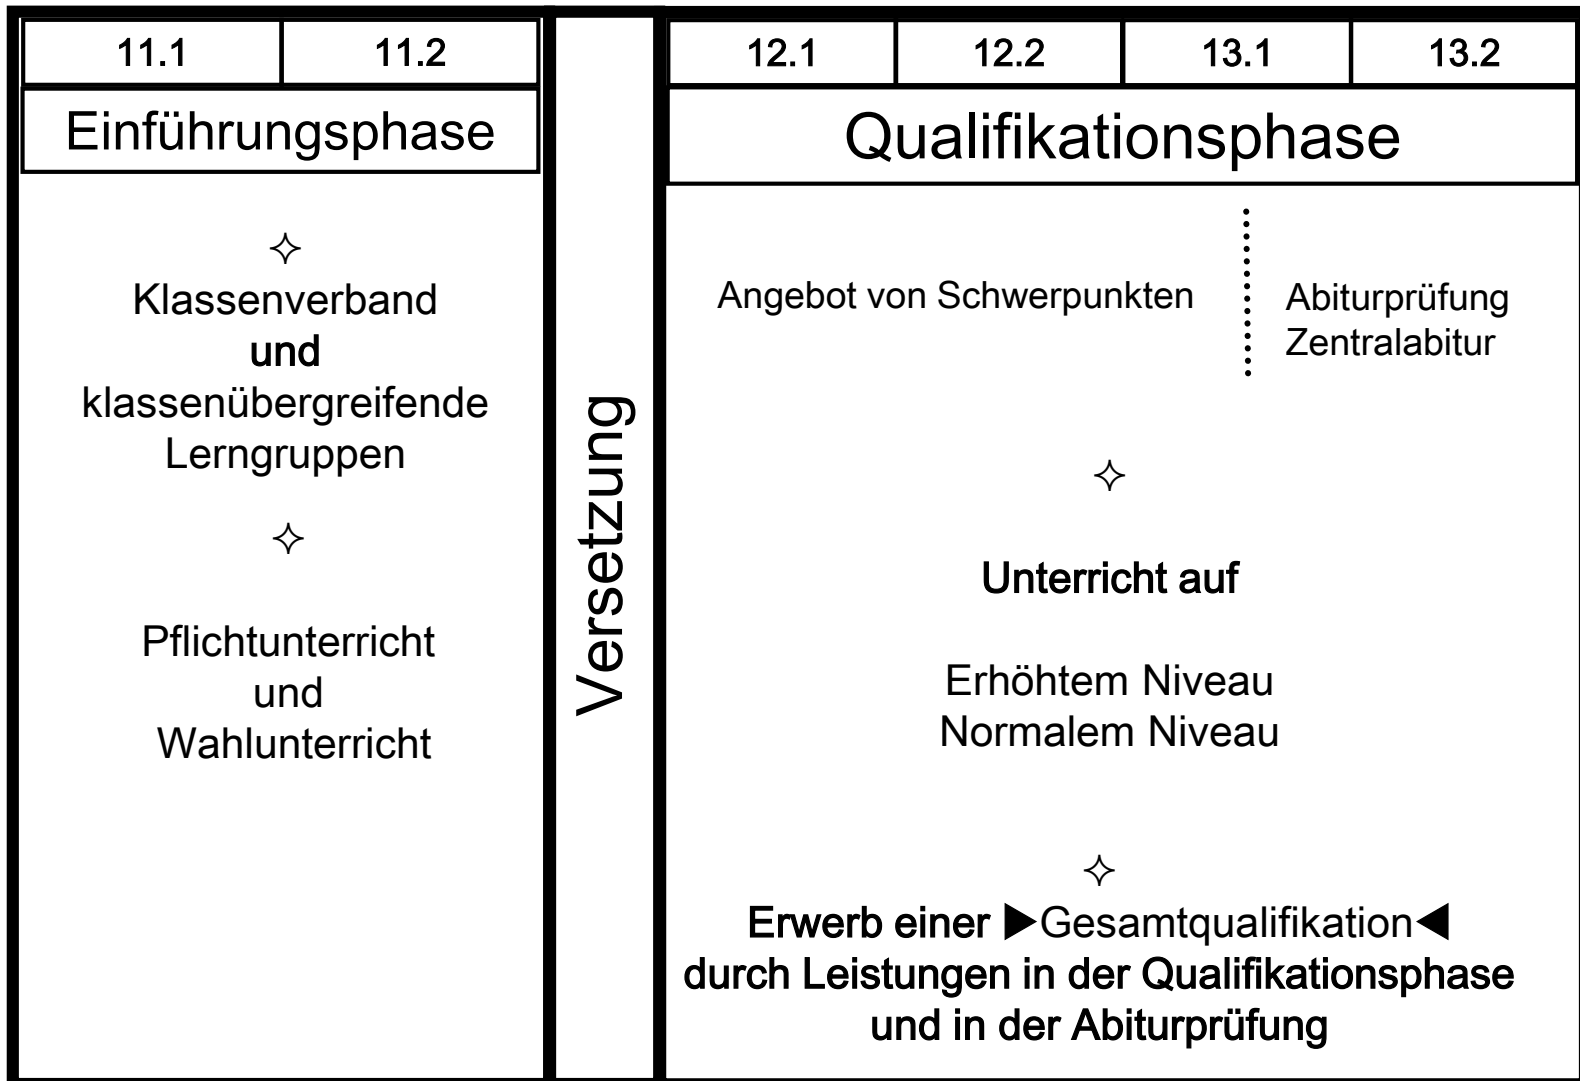 11.1 11.2
Einführungsphase
✧
Klassenverband
und
klassenübergreifende
Lerngruppen
✧
Pflichtunterricht
und
Wahlunterricht
Versetzung
12.1 12.2 13.1 13.2
Qualifikationsphase
Angebot von Schwerpunkten
Abiturprüfung
Zentralabitur
✧
Unterricht auf
Erhöhtem Niveau
Normalem Niveau
✧
Erwerb einer ►Gesamtqualifikation◄
durch Leistungen in der Qualifikationsphase
und in der Abiturprüfung